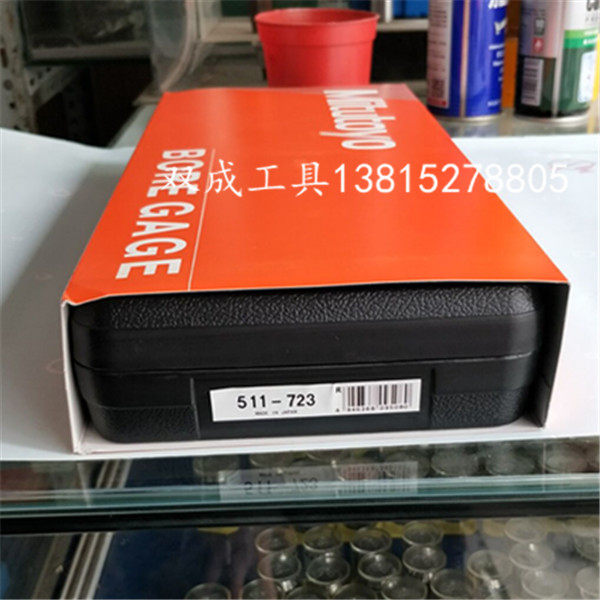 Mitutoyo
BORE GAGE
双成工具13815278805
511-723
MADE IN JAPAN